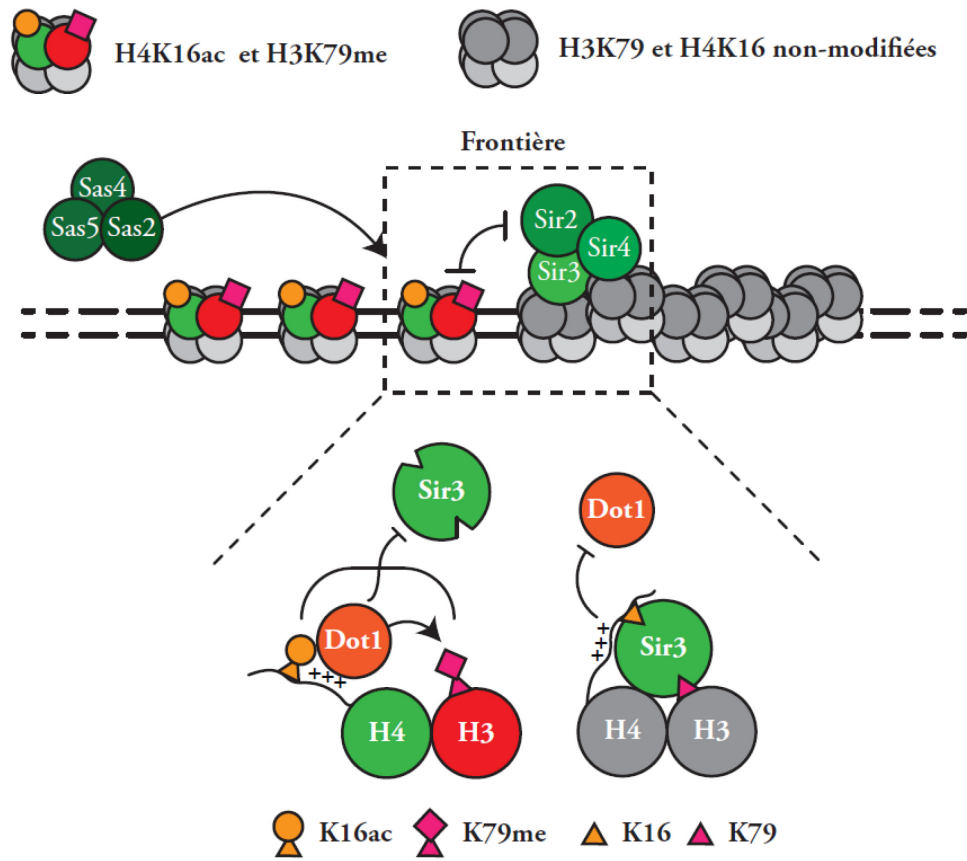 H4K16ac et H3K79me
H3K79 et H4K16 non-modifiées
Frontière
Sas4
Sas5
Sas2
Sir2
Sir4
Sir3
Sir3
Dot1
Dot1
+++
+++
Sir3
H4
H3
H4
H3
K16ac
K79me
K16
K79